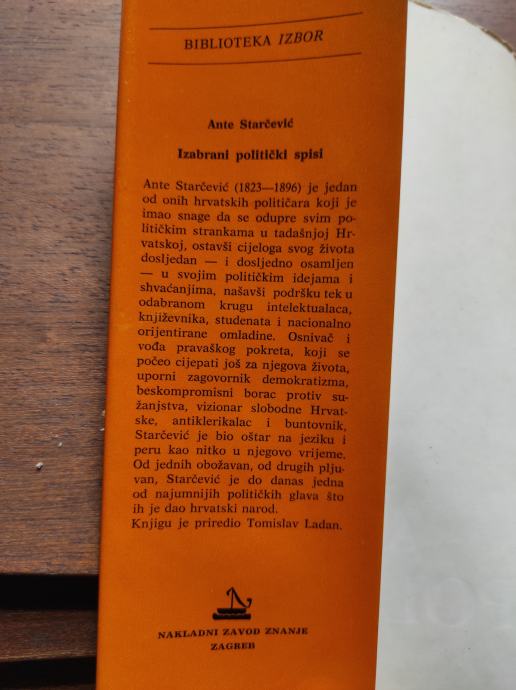 BIBLIOTEKA IZBOR
Ante Starčević
Izabrani politički spisi
Ante Starčević (1823—1896) je jedan
od onih hrvatskih političara koji je
imao snage da se odupre svim po-
litičkim strankama u tadašnjoj Hr-
vatskoj, ostavši cijeloga svog života
dosljedan — i dosljedno osamljen
— u svojim političkim idejama i
shvaćanjima, našavši podršku tek u
odabranom krugu intelektualaca,
književnika, studenata i nacionalno
orijentirane omladine. Osnivač i
vođa pravaškog pokreta, koji se
počeo cijepati još za njegova života,
uporni zagovornik demokratizma,
beskompromisni borac protiv su-
žanjstva, vizionar slobodne Hrvat-
ske, antiklerikalac i buntovnik,
Starčević je bio oštar na jeziku i
peru kao nitko u njegovo vrijeme.
Od jednih obožavan, od drugih plju-
van, Starčević je do danas jedna
od najumnijih političkih glava što
ih je dao hrvatski narod.
Knjigu je priredio Tomislav Ladan.
NAKLADNI ZAVOD ZNANJE
ZAGREB